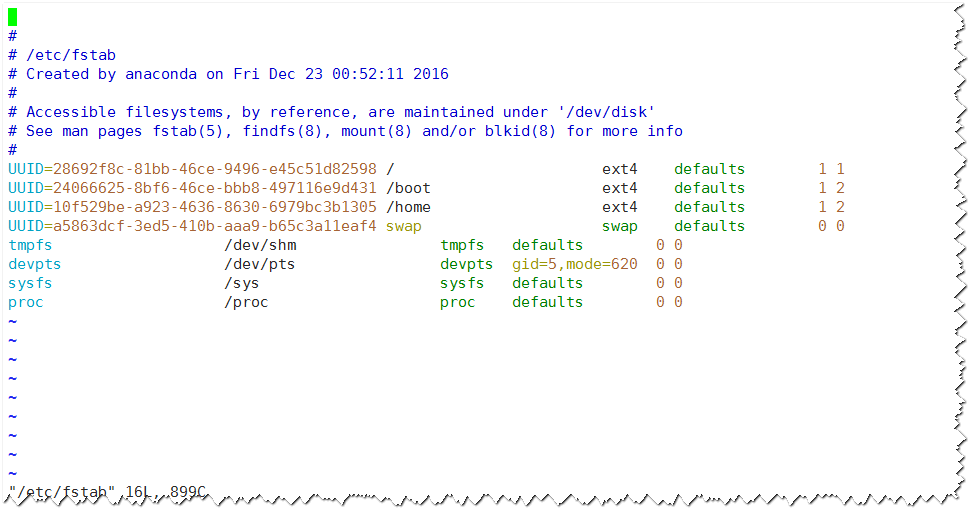 #
# /etc/fstab
# Created by anaconda on Fri Dec 23 00:52:11 2016
#
# Accessible filesystems, by reference, are maintained under '/dev/disk'
# See man pages fstab(5), findfs(8), mount(8) and/or blkid(8) for more info
#
UUID=28692f8c-81bb-46ce-9496-e45c51d82598 / ext4 defaults 1 1
UUID=24066625-8bf6-46ce-bbb8-497116e9d431 /boot ext4 defaults 1 2
UUID=10f529be-a923-4636-8630-6979bc3b1305 /home ext4 defaults 1 2
UUID=a5863dcf-3ed5-410b-aaa9-b65c3a11eaf4 swap swap defaults 0 0
tmpfs /dev/shm tmpfs defaults 0 0
devpts /dev/pts devpts gid=5,mode=620 0 0
sysfs /sys sysfs defaults 0 0
proc /proc proc defaults 0 0
~
~
~
~
~
~
~
~
~
"/etc/fstab" 16L, 899C